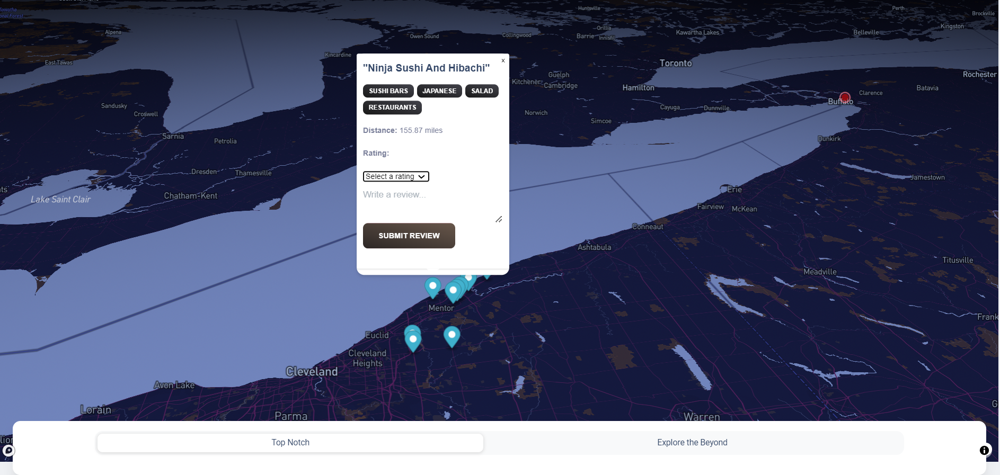 Huntsville
Perth
Brockville
Hiawatha
Alpena
Owen Sound
Collingwood
Barrie
Orillia
Innisfil
Kawartha Lakes
Belleville
Kingston
East Tawas
Kincardine
Toronto
Rochester
Guelph
Kitchener
Cambridge
Hamilton
Batavia
Clarence
Buffalo
Sandusky
Croswell
Norwich
Cayuga
Dunnville
Simcoe
Sarnia
Petrolia
Dunkirk
Dresden
Thamesville
Jamestown
Lake Saint Clair
Chatham-Kent
Erie
Fairview
McKean
Conneaut
Ashtabula
Titusville
Meadville
"Ninja Sushi And Hibachi"
×
SUSHI BARS JAPANESE SALAD
RESTAURANTS
Distance: 155.87 miles
Rating:
Select a rating
Write a review...
SUBMIT REVIEW
Mentor
Euclid
Cleveland
Heights
Cleveland
Avon Lake
Lorain
Parma
Warren
Top Notch
Explore the Beyond